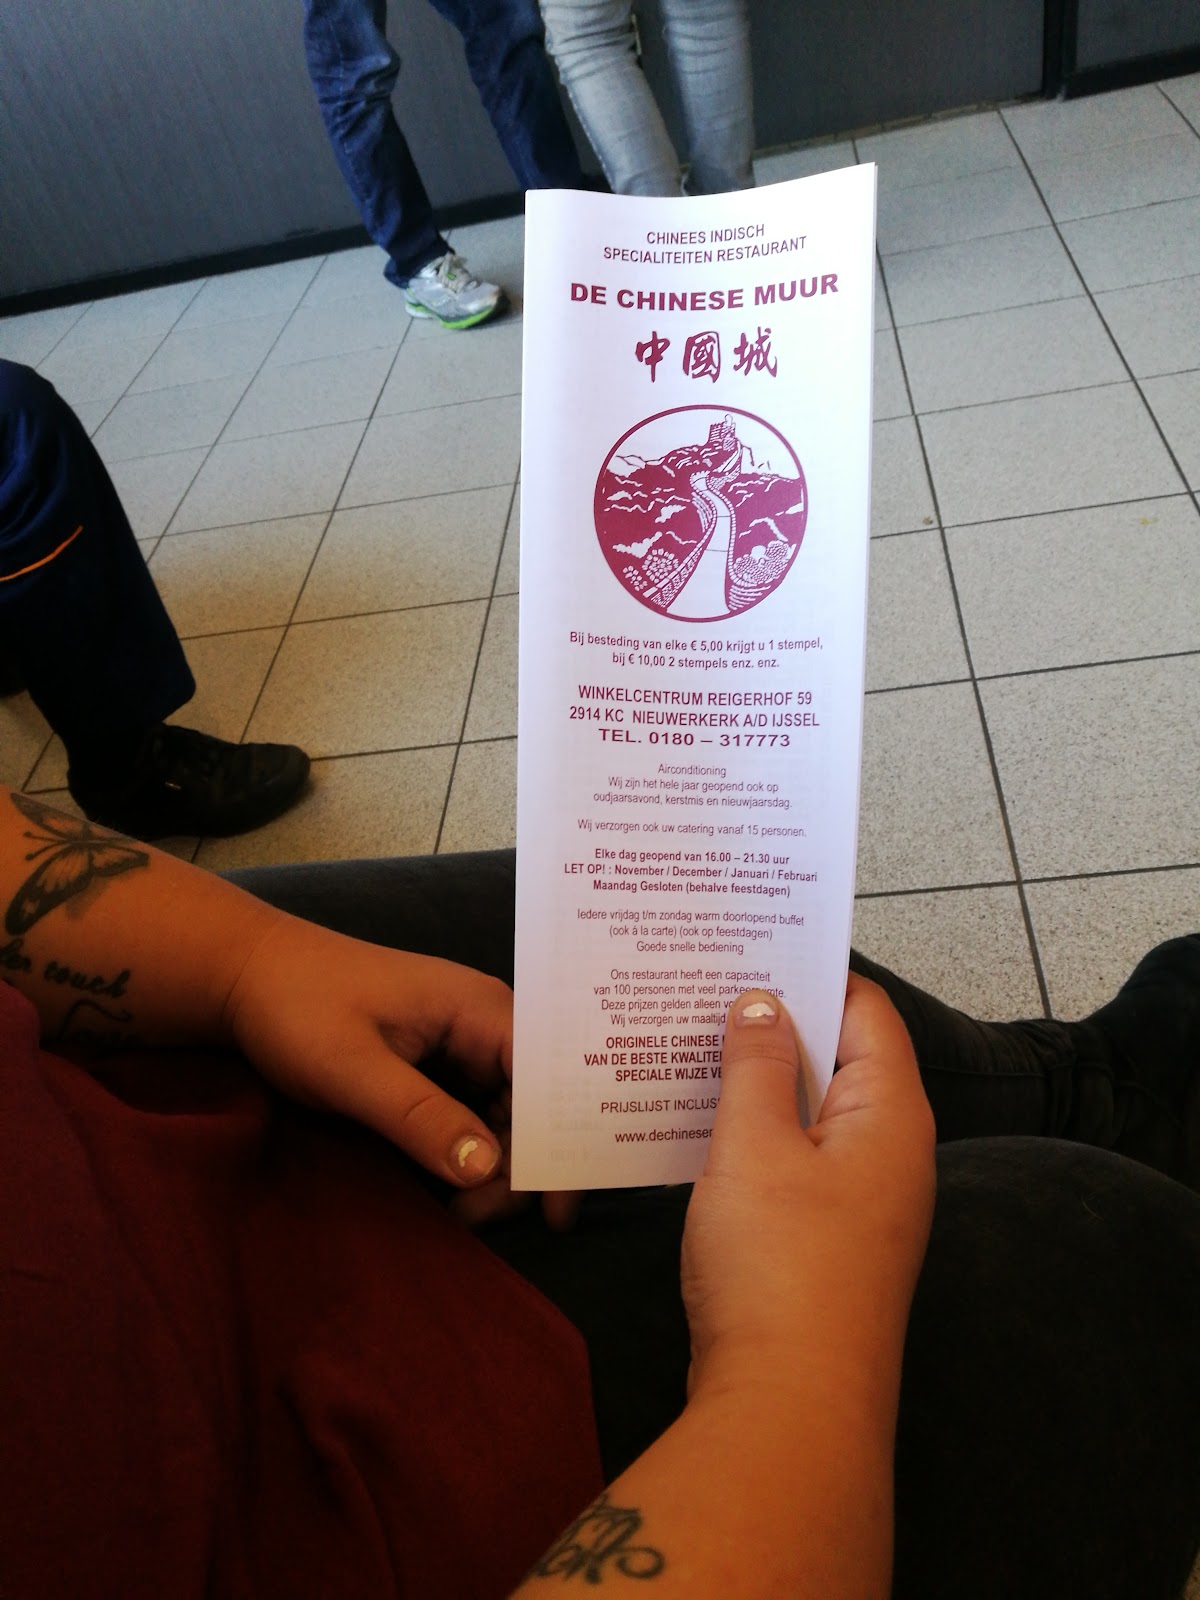 CHINEES INDISCH
SPECIALITEITEN RESTAURANT
DE CHINESE MUUR
中國城
Bij besteding van elke € 5,00 krijgt u 1 stempel,
bij € 10,00 2 stempels enz. enz.
WINKELCENTRUM REIGERHOF 59
2914 KC NIEUWERKERK A/D IJSSEL
TEL. 0180 – 317773
Airconditioning
Wij zijn het hele jaar geopend ook op
oudjaarsavond, kerstmis en nieuwjaarsdag.
Wij verzorgen ook uw catering vanaf 15 personen.
Elke dag geopend van 16.00 – 21.30 uur
LET OP! : November / December / Januari / Februari
Maandag Gesloten (behalve feestdagen)
Iedere vrijdag t/m zondag warm doorlopend buffet
(ook à la carte) (ook op feestdagen)
Goede snelle bediening
Ons restaurant heeft een capaciteit
van 100 personen met veel
Deze prijzen gelden alleen
Wij verzorgen uw
ORIGINELE CHINESE
VAN DE BESTE
SPECIALE WIJZE
PRIJSLIJST
couch